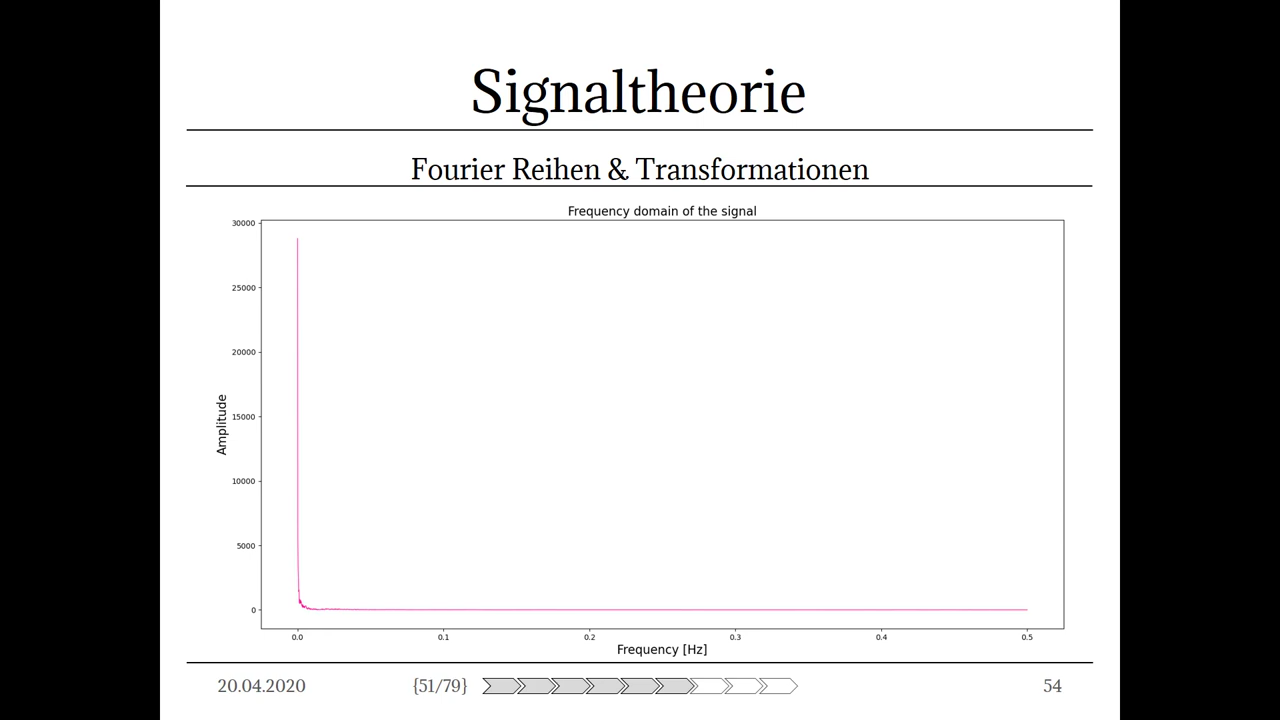 Signaltheorie
Fourier Reihen & Transformationen
Frequency domain of the signal
30000
25000
20000
15000
10000
5000
0
Amplitude
0.0 0.1 0.2 0.3 0.4 0.5
Frequency [Hz]
20.04.2020 {51/79} 54